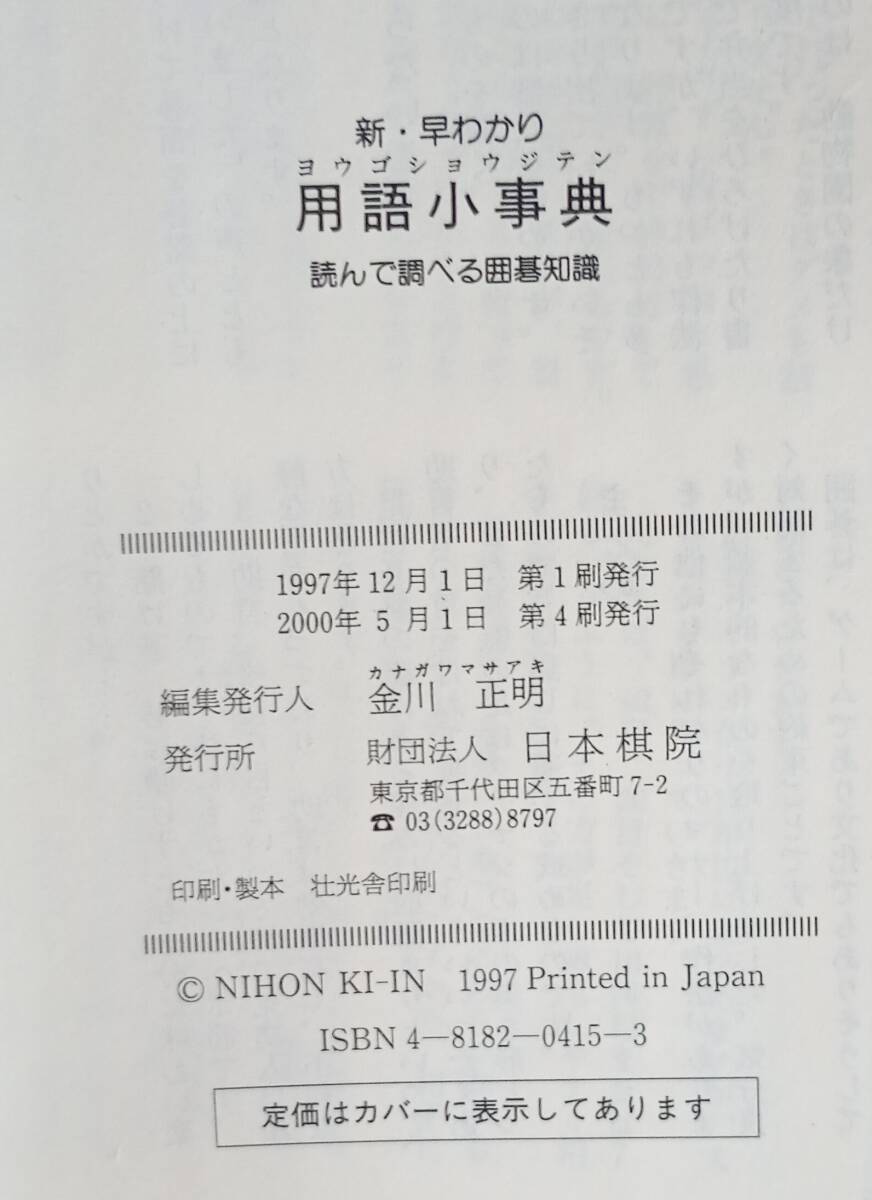 新・早わかり
ヨウゴショウジテン
用語小事典
読んで調べる囲碁知識
1997年12月1日 第1刷発行
2000年 5月1日 第4刷発行
カナガワマサアキ
編集発行人 金川 正明
発行所 財団法人 日本棋院
東京都千代田区五番町7-2
☎ 03(3288)8797
印刷・製本 壮光舎印刷
© NIHON KI-IN 1997 Printed in Japan
ISBN 4―8182―0415―3
定価はカバーに表示してあります